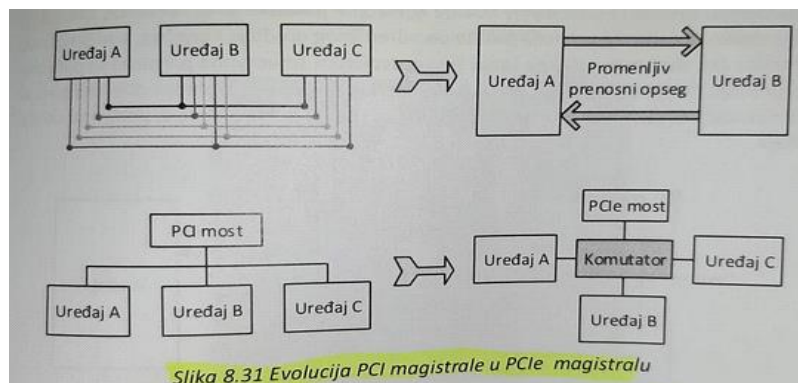 Uređaj A
Uređaj B
Uređaj C
Uređaj A
Promenljiv
prenosni opseg
Uređaj B
PCI most
Uređaj A
Uređaj B
Uređaj C
PCIe most
Uređaj A
Komutator
Uređaj C
Uređaj B
Slika 8.31 Evolucija PCI magistrale u PCIe magistralu